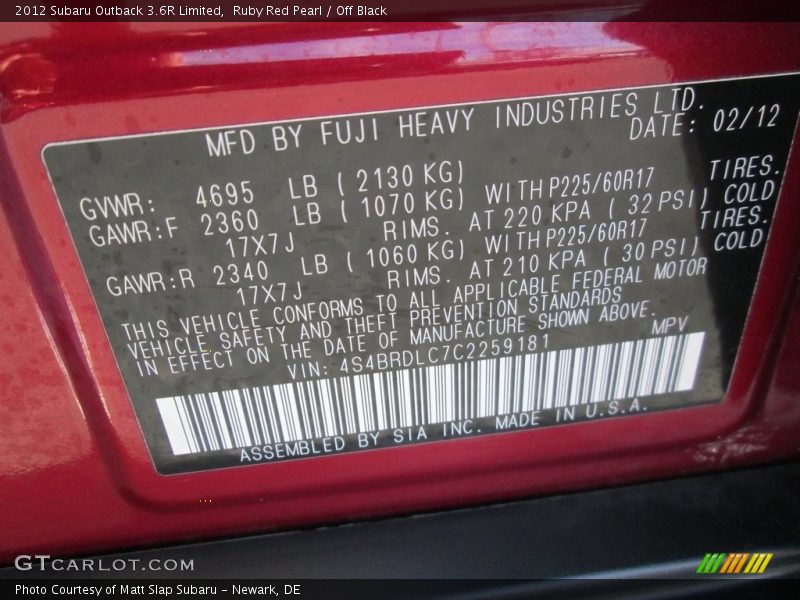 2012 Subaru Outback 3.6R Limited, Ruby Red Pearl / Off Black
MFD BY FUJI HEAVY INDUSTRIES LTD.
DATE: 02/12
GVWR: 4695 LB ( 2130 KG)
GAWR:F 2360 LB ( 1070 KG) WITH P225/60R17 TIRES.
17X7J RIMS. AT 220 KPA ( 32 PSI) COLD
GAWR:R 2340 LB ( 1060 KG) WITH P225/60R17 TIRES.
17X7J RIMS. AT 210 KPA ( 30 PSI) COLD
THIS VEHICLE CONFORMS TO ALL APPLICABLE FEDERAL MOTOR
VEHICLE SAFETY AND THEFT PREVENTION STANDARDS
IN EFFECT ON THE DATE OF MANUFACTURE SHOWN ABOVE.
VIN: 4S4BRDLC7C2259181 MPV
ASSEMBLED BY SIA INC. MADE IN U.S.A.
GTCARLOT.COM
Photo Courtesy of Matt Slap Subaru - Newark, DE